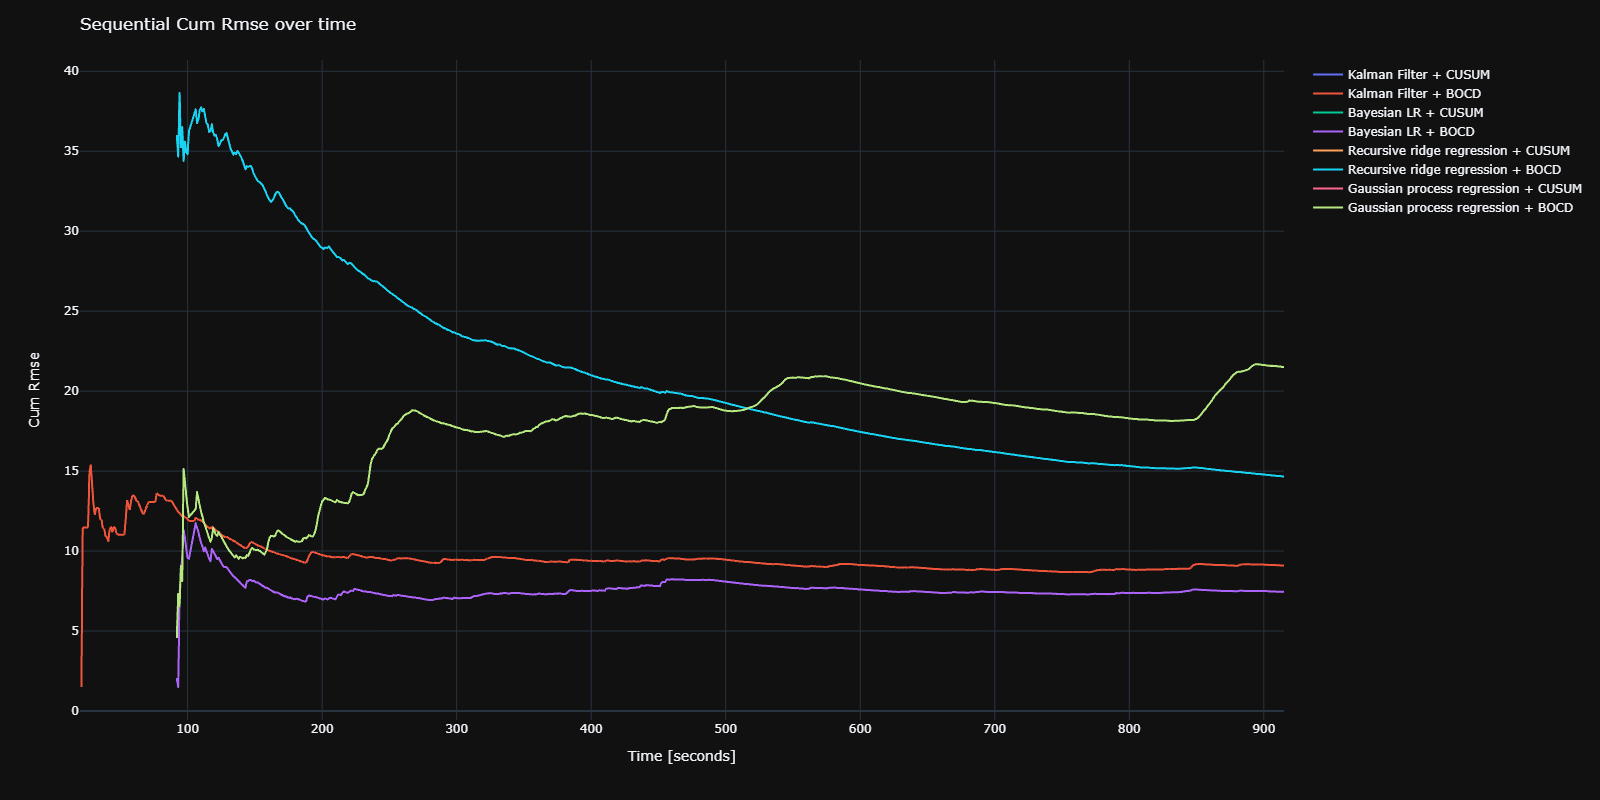 Sequential Cum Rmse over time
40
35
30
25
20
15
10
5
0
Cum Rmse
100
200
300
400
500
600
700
800
900
Time [seconds]
Kalman Filter + CUSUM
Kalman Filter + BOCD
Bayesian LR + CUSUM
Bayesian LR + BOCD
Recursive ridge regression + CUSUM
Recursive ridge regression + BOCD
Gaussian process regression + CUSUM
Gaussian process regression + BOCD